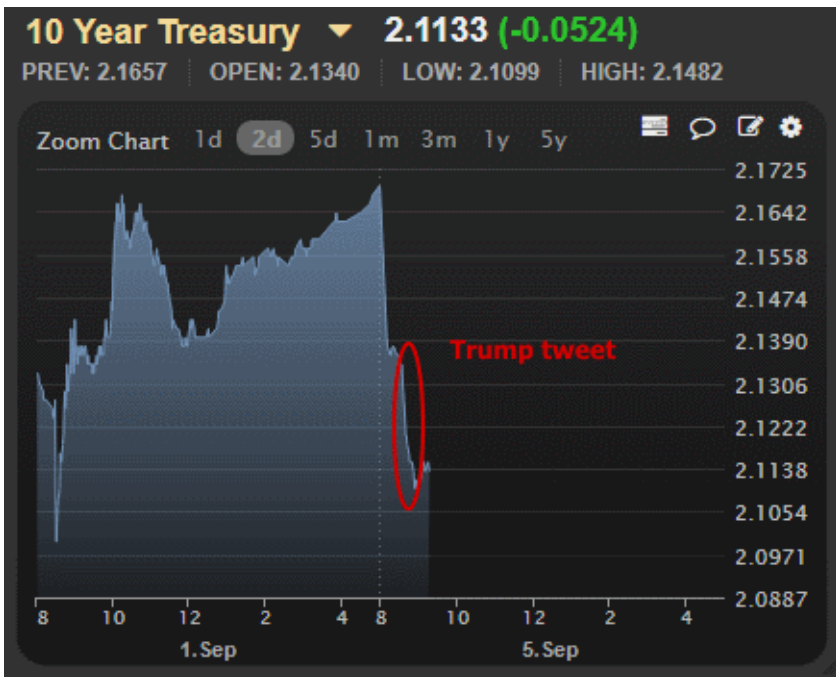 10 Year Treasury 2.1133 (-0.0524)
PREV: 2.1657 OPEN: 2.1340 LOW: 2.1099 HIGH: 2.1482
Zoom Chart 1d 2d 5d 1m 3m 1y 5y
2.1725
2.1642
2.1558
2.1474
2.1390
Trump tweet
2.1306
2.1222
2.1138
2.1054
2.0971
2.0887
8 10 12 2 4 8 10 12 2 4
1.Sep 5.Sep